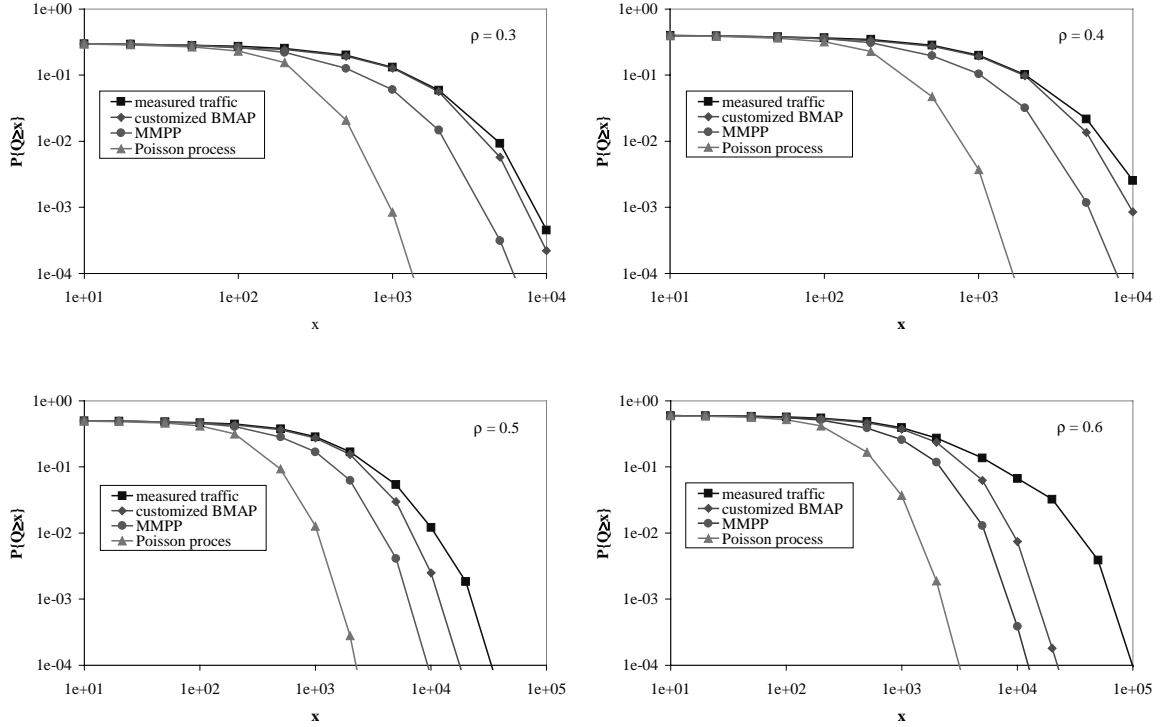 1e+00
1e-01
1e-02
1e-03
1e-04
P{Q≥x}
ρ = 0.3
measured traffic
customized BMAP
MMPP
Poisson process
1e+01 1e+02 1e+03 1e+04
x
1e+00
1e-01
1e-02
1e-03
1e-04
P{Q≥x}
ρ = 0.4
measured traffic
customized BMAP
MMPP
Poisson process
1e+01 1e+02 1e+03 1e+04
x
1e+00
1e-01
1e-02
1e-03
1e-04
P{Q≥x}
ρ = 0.5
measured traffic
customized BMAP
MMPP
Poisson proces
1e+01 1e+02 1e+03 1e+04 1e+05
x
1e+00
1e-01
1e-02
1e-03
1e-04
P{Q≥x}
ρ = 0.6
measured traffic
customized BMAP
MMPP
Poisson process
1e+01 1e+02 1e+03 1e+04 1e+05
x